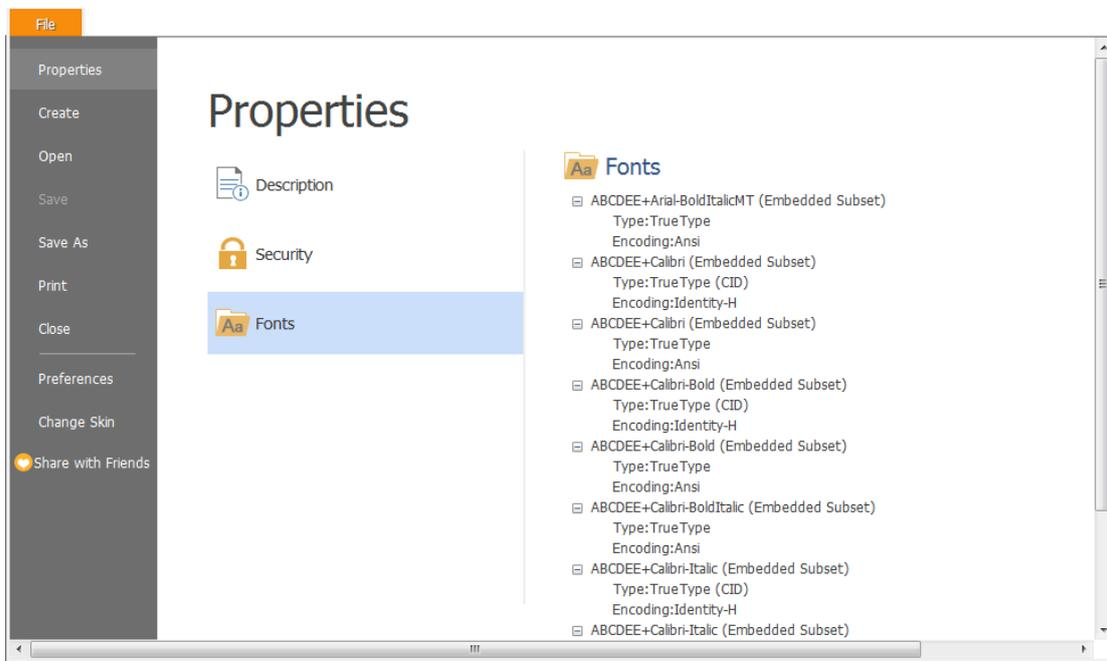 File
Properties
Create
Open
Save
Save As
Print
Close
Preferences
Change Skin
Share with Friends
Properties
Description
Security
Aa Fonts
Aa Fonts
ABCDEE+Arial-BoldItalicMT (Embedded Subset)
Type:TrueType
Encoding:Ansi
ABCDEE+Calibri (Embedded Subset)
Type:TrueType (CID)
Encoding:Identity-H
ABCDEE+Calibri (Embedded Subset)
Type:TrueType
Encoding:Ansi
ABCDEE+Calibri-Bold (Embedded Subset)
Type:TrueType (CID)
Encoding:Identity-H
ABCDEE+Calibri-Bold (Embedded Subset)
Type:TrueType
Encoding:Ansi
ABCDEE+Calibri-BoldItalic (Embedded Subset)
Type:TrueType
Encoding:Ansi
ABCDEE+Calibri-Italic (Embedded Subset)
Type:TrueType (CID)
Encoding:Identity-H
ABCDEE+Calibri-Italic (Embedded Subset)